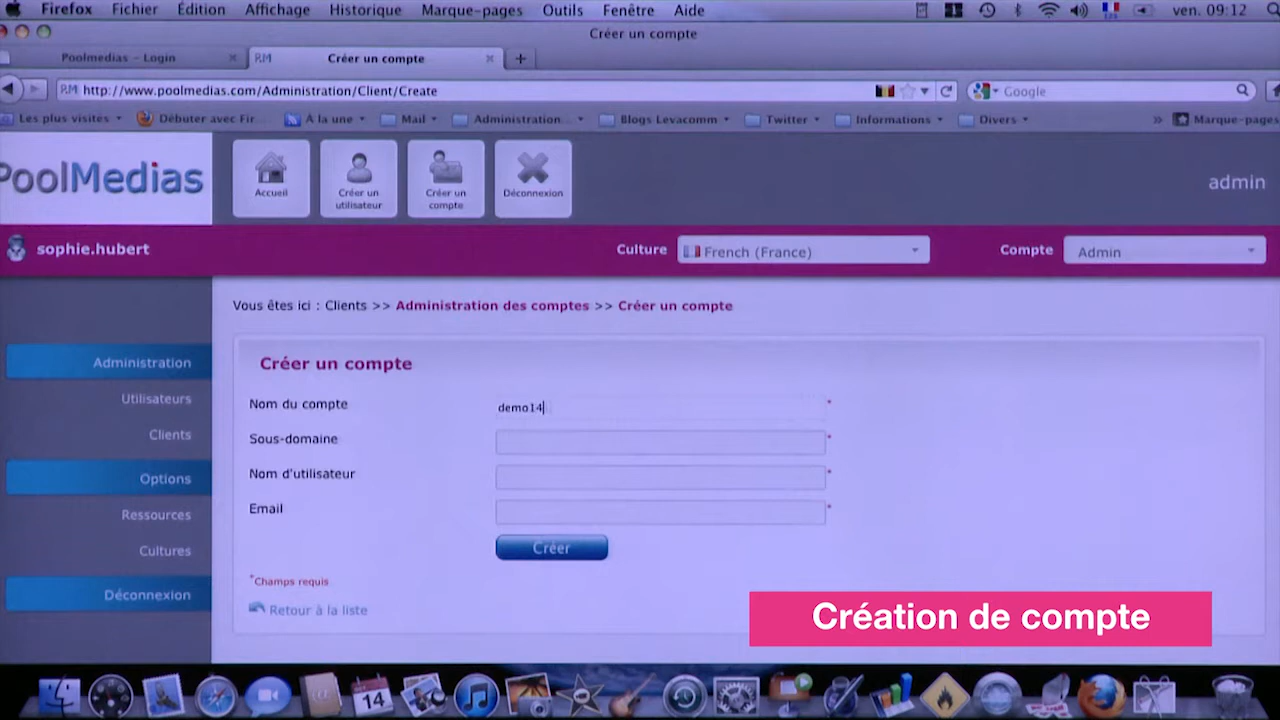 Firefox Fichier Édition Affichage Historique Marque-pages Outils Fenêtre Aide ven. 09:12
Créer un compte
Poolmedias - Login
Créer un compte
http://www.poolmedias.com/Administration/Client/Create
Google
Les plus visités Débuter avec Fir... À la une Mail Administration Blogs Levacomm Twitter Informations Divers Marque-pages
PoolMedias
Accueil
Créer un utilisateur
Créer un compte
Déconnexion
admin
sophie.hubert
Culture French (France)
Compte Admin
Vous êtes ici : Clients >> Administration des comptes >> Créer un compte
Administration
Utilisateurs
Clients
Options
Ressources
Cultures
Déconnexion
Créer un compte
Nom du compte demo14 *
Sous-domaine *
Nom d'utilisateur *
Email *
Créer
*Champs requis
Retour à la liste
Création de compte
14